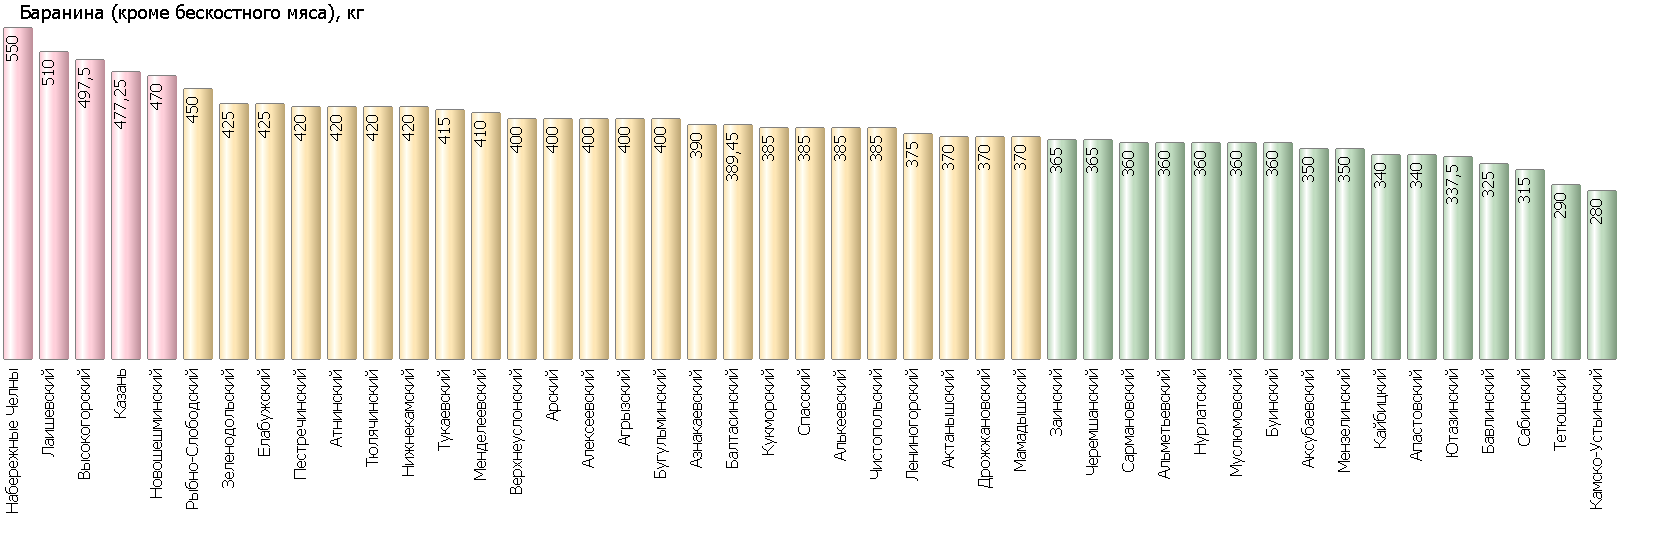 Баранина (кроме бескостного мяса), кг
550
510
497,5
477,25
470
450
425
425
420
420
420
420
415
410
400
400
400
400
400
390
389,45
385
385
385
385
375
370
370
370
365
365
360
360
360
360
360
350
350
340
340
337,5
325
315
290
280
Набережные Челны
Лаишевский
Высокогорский
Казань
Новошешминский
Рыбно-Слободский
Зеленодольский
Елабужский
Пестречинский
Атнинский
Тюлячинский
Нижнекамский
Тукаевский
Менделеевский
Верхнеуслонский
Арский
Алексеевский
Агрызский
Бугульминский
Азнакаевский
Балтасинский
Кукморский
Спасский
Алькеевский
Чистопольский
Лениногорский
Актанышский
Дрожжановский
Мамадышский
Заинский
Черемшанский
Сармановский
Альметьевский
Нурлатский
Муслюмовский
Буинский
Аксубаевский
Мензелинский
Кайбицкий
Апастовский
Ютазинский
Бавлинский
Сабинский
Тетюшский
Камско-Устьинский